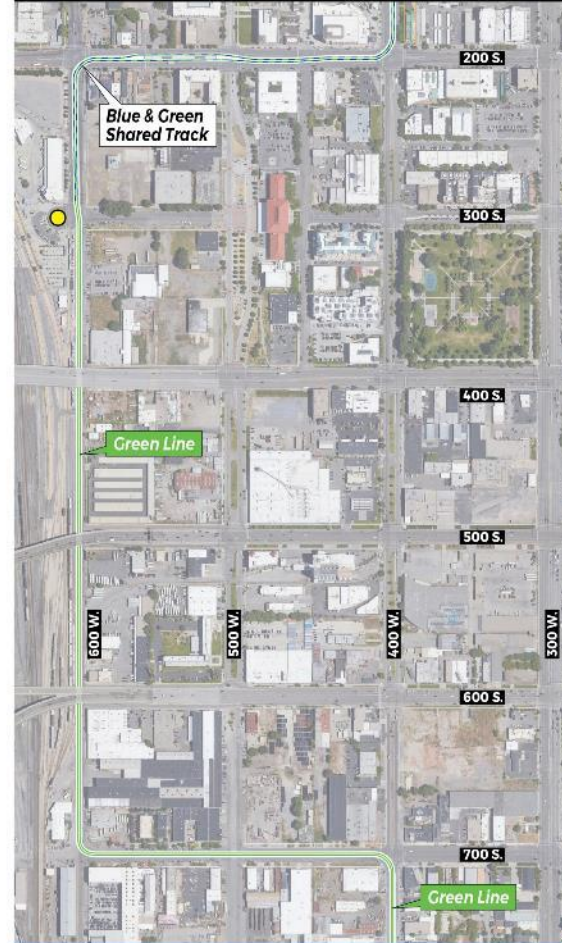 200 S.
Blue & Green
Shared Track
300 S.
400 S.
Green Line
500 S.
600 W.
500 W.
400 W.
300 W.
600 S.
700 S.
Green Line